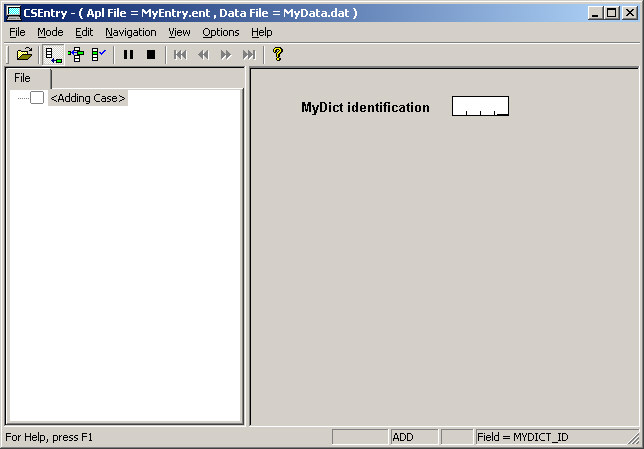 CSEntry - ( Apl File = MyEntry.ent , Data File = MyData.dat )
File Mode Edit Navigation View Options Help
File
<Adding Case>
MyDict identification
For Help, press F1 ADD Field = MYDICT_ID